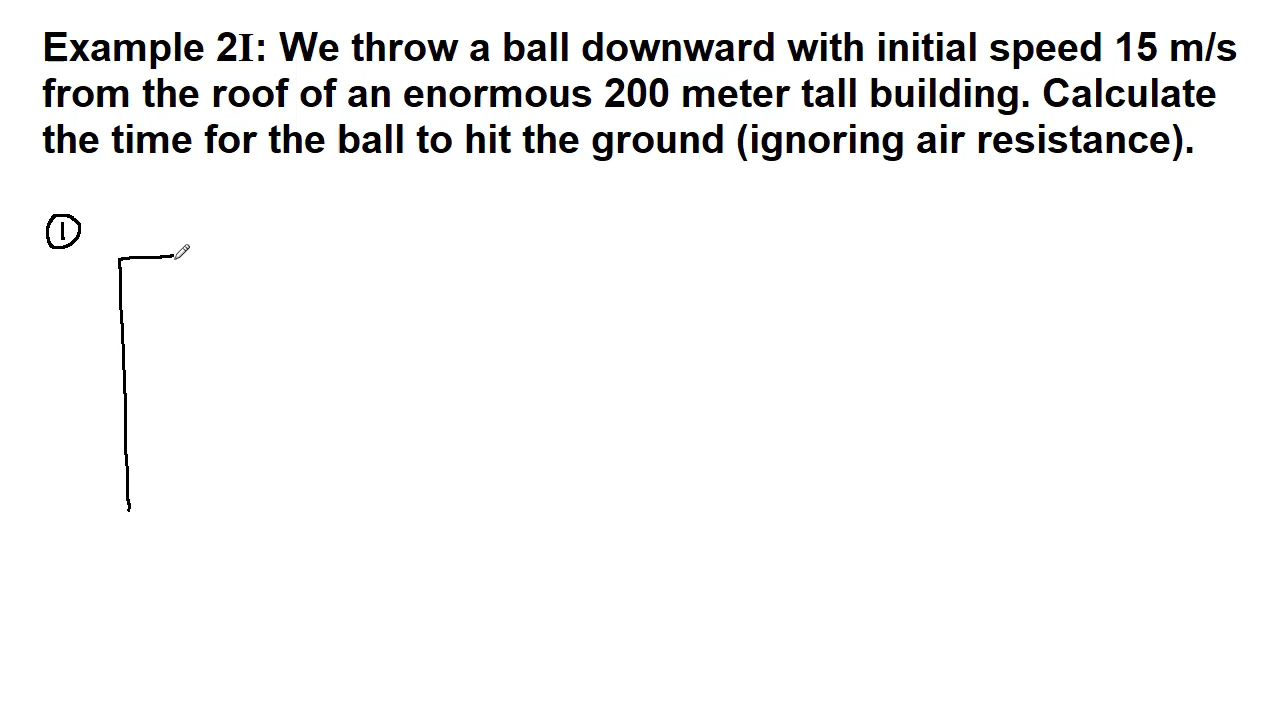 Example 2I: We throw a ball downward with initial speed 15 m/s
from the roof of an enormous 200 meter tall building. Calculate
the time for the ball to hit the ground (ignoring air resistance).
1